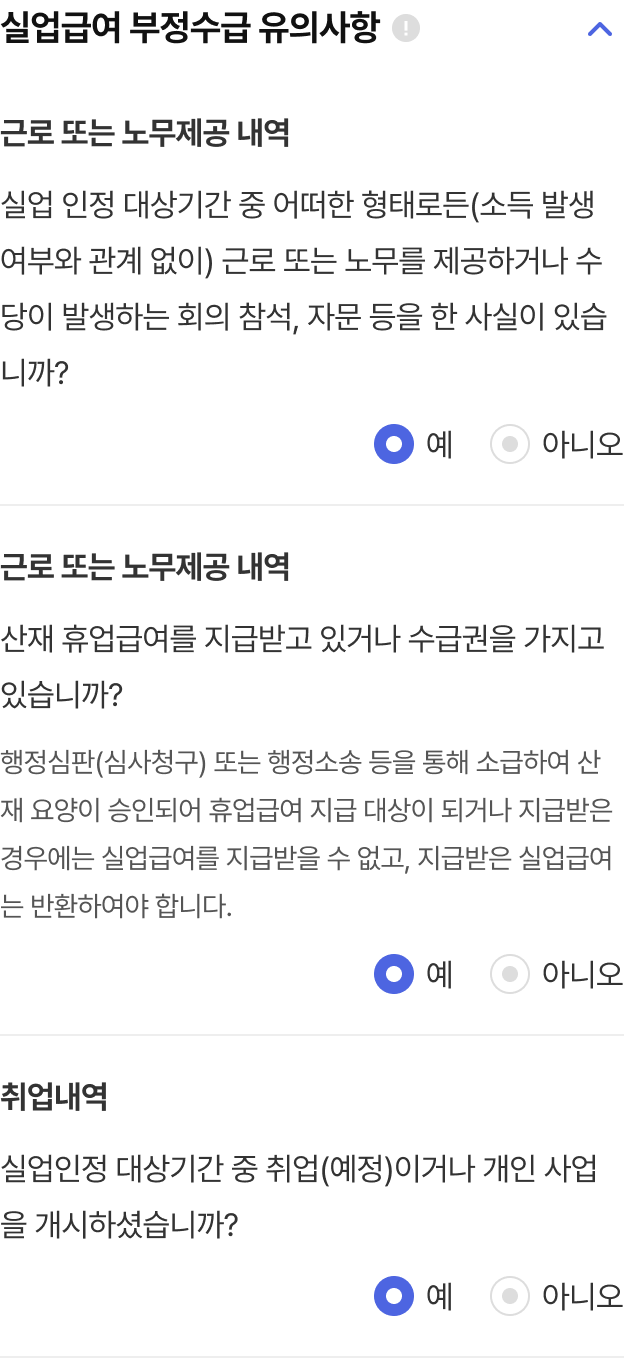 실업급여 부정수급 유의사항 !
근로 또는 노무제공 내역
실업 인정 대상기간 중 어떠한 형태로든(소득 발생
여부와 관계 없이) 근로 또는 노무를 제공하거나 수
당이 발생하는 회의 참석, 자문 등을 한 사실이 있습
니까?
예 아니오
근로 또는 노무제공 내역
산재 휴업급여를 지급받고 있거나 수급권을 가지고
있습니까?
행정심판(심사청구) 또는 행정소송 등을 통해 소급하여 산
재 요양이 승인되어 휴업급여 지급 대상이 되거나 지급받은
경우에는 실업급여를 지급받을 수 없고, 지급받은 실업급여
는 반환하여야 합니다.
예 아니오
취업내역
실업인정 대상기간 중 취업(예정)이거나 개인 사업
을 개시하셨습니까?
예 아니오